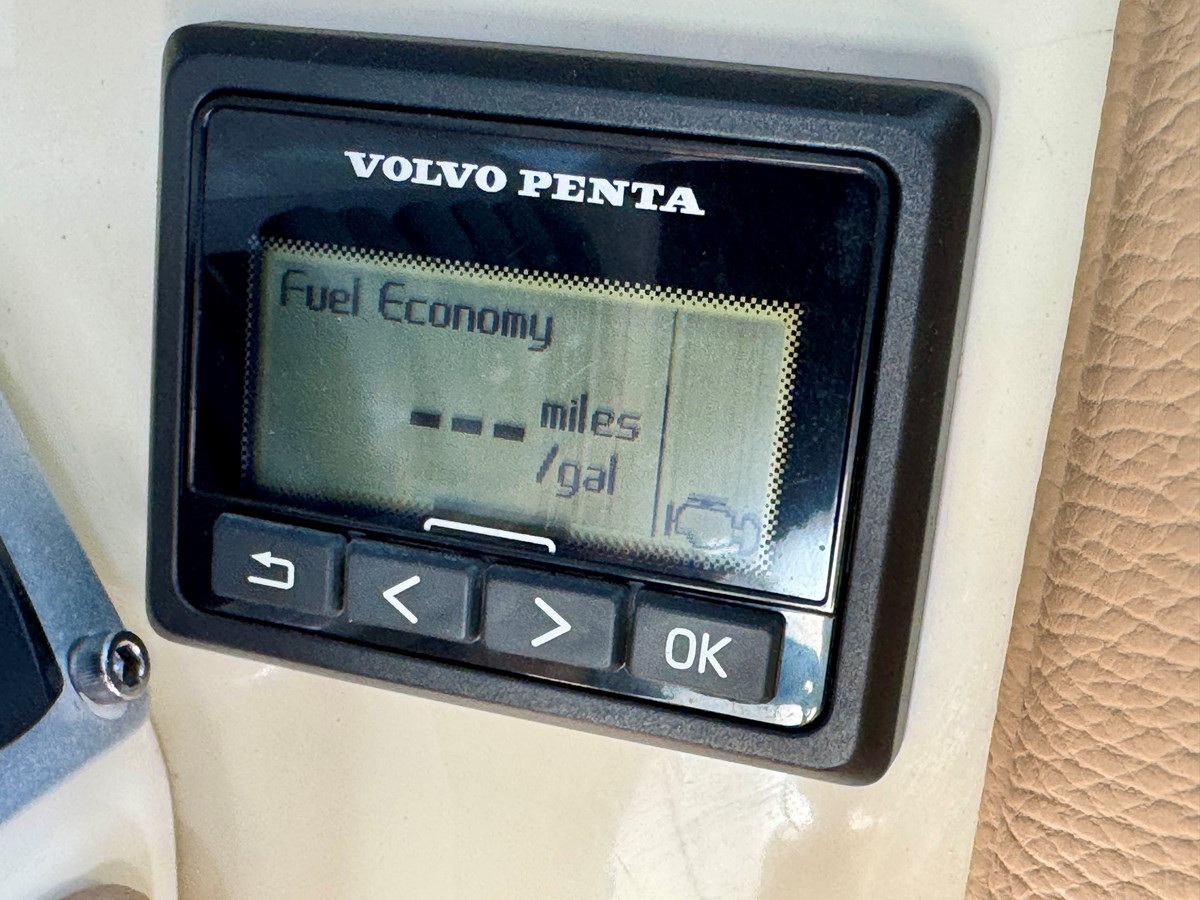 VOLVO PENTA
Fuel Economy
--- miles
/gal
< > OK